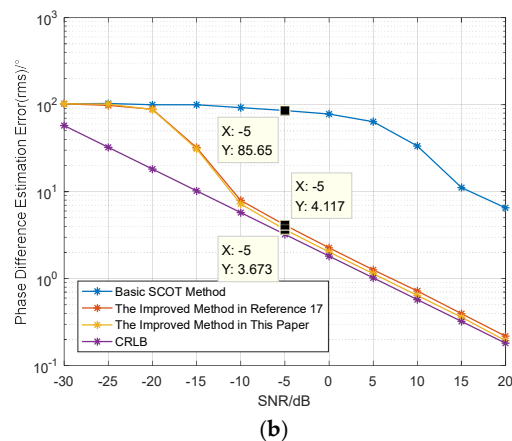 10^3
10^2
10^1
10^0
10^-1
Phase Difference Estimation Error(rms)/°
X: -5
Y: 85.65
X: -5
Y: 4.117
X: -5
Y: 3.673
Basic SCOT Method
The Improved Method in Reference 17
The Improved Method in This Paper
CRLB
-30 -25 -20 -15 -10 -5 0 5 10 15 20
SNR/dB
(b)